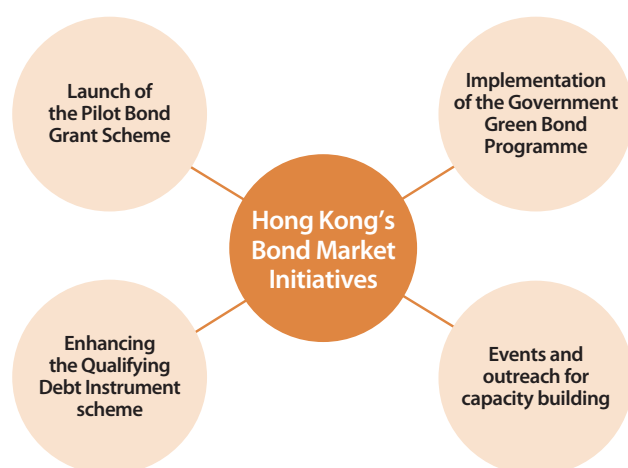 Launch of
the Pilot Bond
Grant Scheme
Implementation
of the Government
Green Bond
Programme
Hong Kong’s
Bond Market
Initiatives
Enhancing
the Qualifying
Debt Instrument
scheme
Events and
outreach for
capacity building